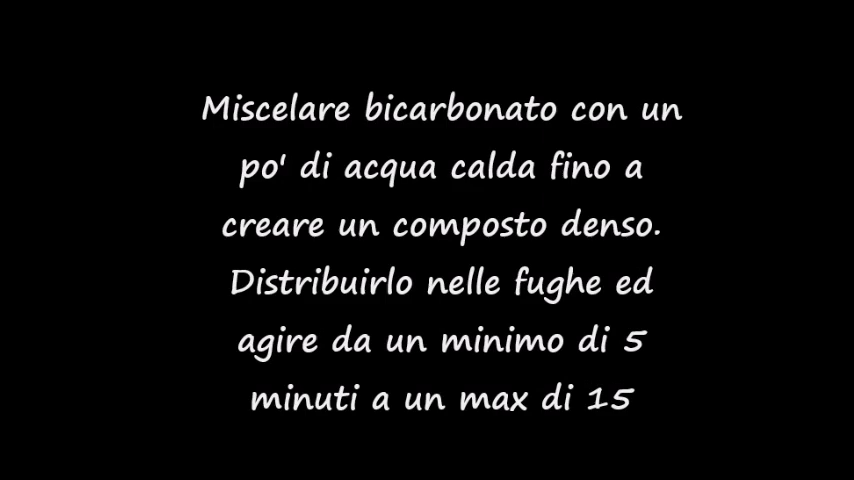 Miscelare bicarbonato con un
po' di acqua calda fino a
creare un composto denso.
Distribuirlo nelle fughe ed
agire da un minimo di 5
minuti a un max di 15